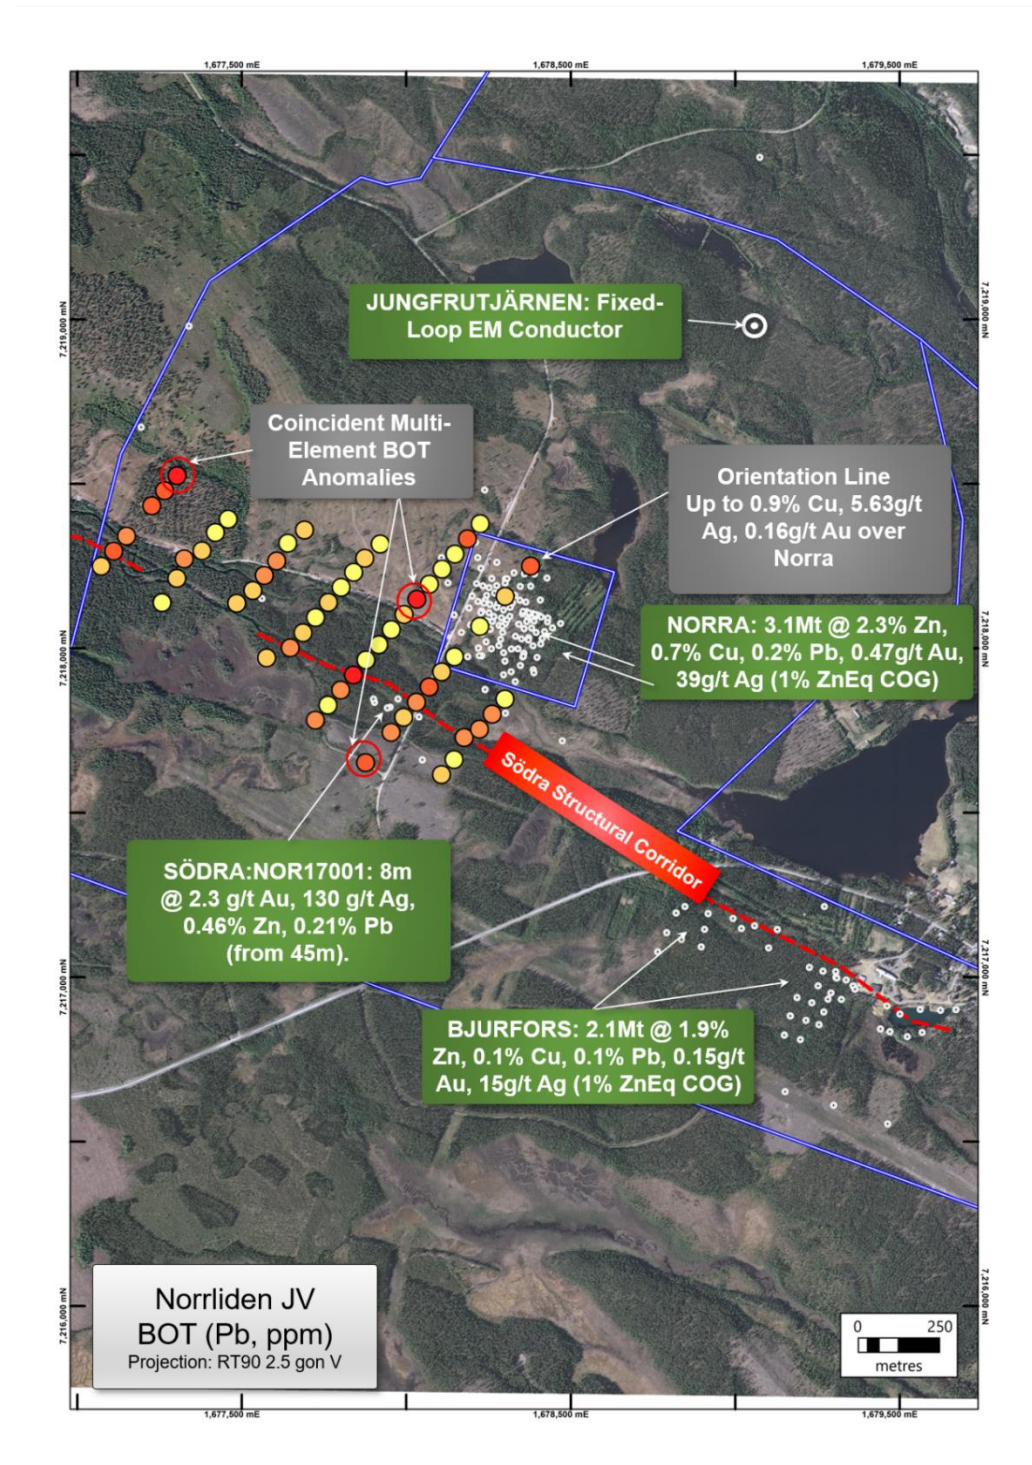 1,677,500 mE
1,678,500 mE
1,679,500 mE
7,219,000 mN
7,219,000 mN
JUNGFRUTJÄRNEN: Fixed-
Loop EM Conductor
Coincident Multi-
Element BOT
Anomalies
Orientation Line
Up to 0.9% Cu, 5.63g/t
Ag, 0.16g/t Au over
Norra
7,218,000 mN
7,218,000 mN
NORRA: 3.1Mt @ 2.3% Zn,
0.7% Cu, 0.2% Pb, 0.47g/t Au,
39g/t Ag (1% ZnEq COG)
Södra Structural Corridor
SÖDRA:NOR17001: 8m
@ 2.3 g/t Au, 130 g/t Ag,
0.46% Zn, 0.21% Pb
(from 45m).
7,217,000 mN
7,217,000 mN
BJURFORS: 2.1Mt @ 1.9%
Zn, 0.1% Cu, 0.1% Pb, 0.15g/t
Au, 15g/t Ag (1% ZnEq COG)
7,216,000 mN
7,216,000 mN
Norrliden JV
BOT (Pb, ppm)
Projection: RT90 2.5 gon V
0 250
metres
1,677,500 mE
1,678,500 mE
1,679,500 mE